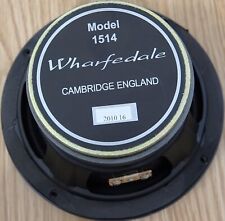 Model
1514
Wharfedale
CAMBRIDGE ENGLAND
2010 16